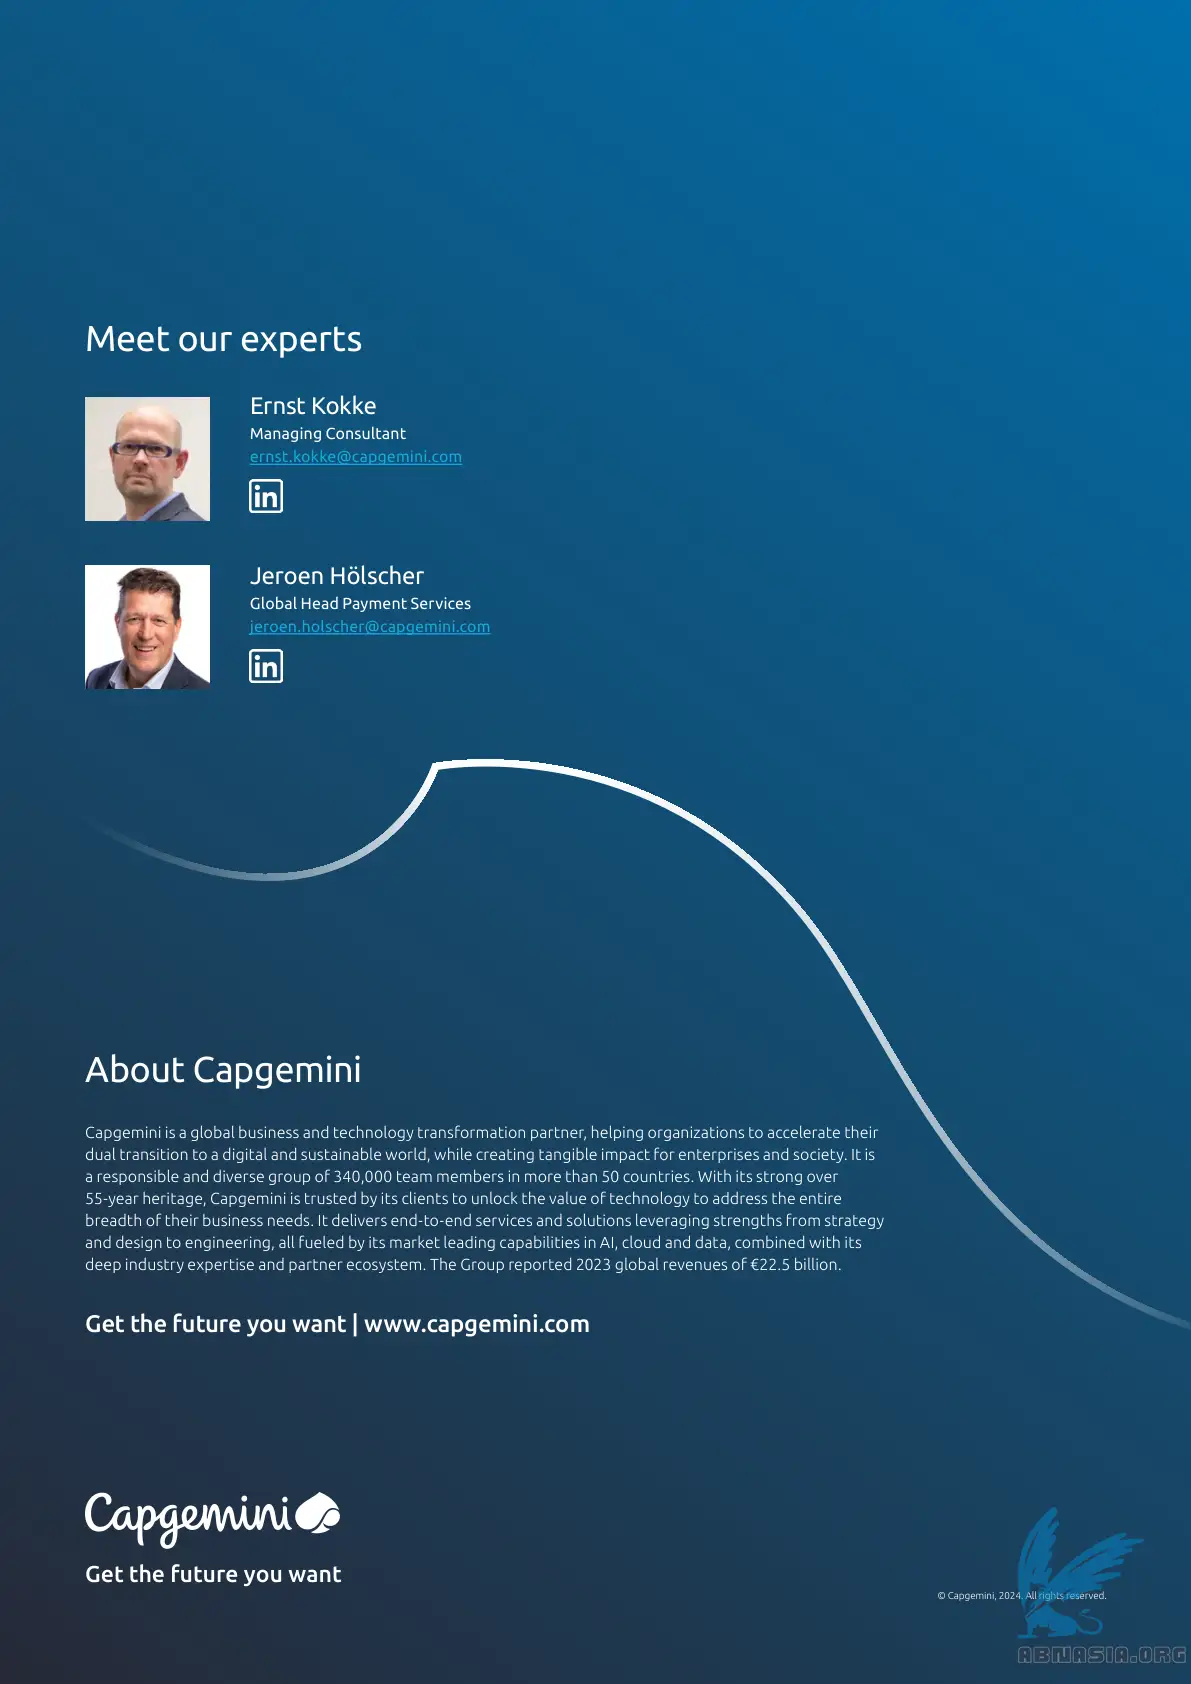 Meet our experts
Ernst Kokke
Managing Consultant
ernst.kokke@capgemini.com
in
Jeroen Hölscher
Global Head Payment Services
jeroen.holscher@capgemini.com
in
About Capgemini
Capgemini is a global business and technology transformation partner, helping organizations to accelerate their
dual transition to a digital and sustainable world, while creating tangible impact for enterprises and society. It is
a responsible and diverse group of 340,000 team members in more than 50 countries. With its strong over
55-year heritage, Capgemini is trusted by its clients to unlock the value of technology to address the entire
breadth of their business needs. It delivers end-to-end services and solutions leveraging strengths from strategy
and design to engineering, all fueled by its market leading capabilities in AI, cloud and data, combined with its
deep industry expertise and partner ecosystem. The Group reported 2023 global revenues of €22.5 billion.
Get the future you want | www.capgemini.com
Capgemini
Get the future you want
© Capgemini, 2024. All rights reserved.
ABNASIA.ORG